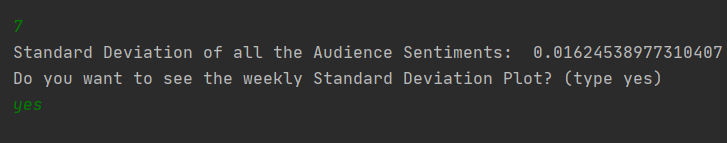 7
Standard Deviation of all the Audience Sentiments:  0.01624538977310407
Do you want to see the weekly Standard Deviation Plot? (type yes)
yes